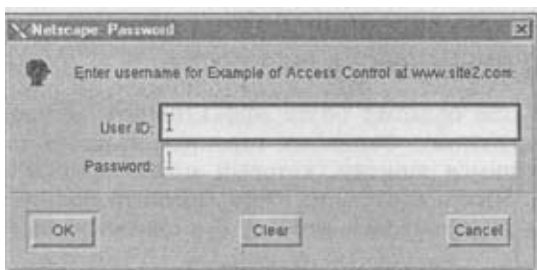 Netscape: Password
Enter username for Example of Access Control at www.site2.com:
User ID:
Password:
OK Clear Cancel